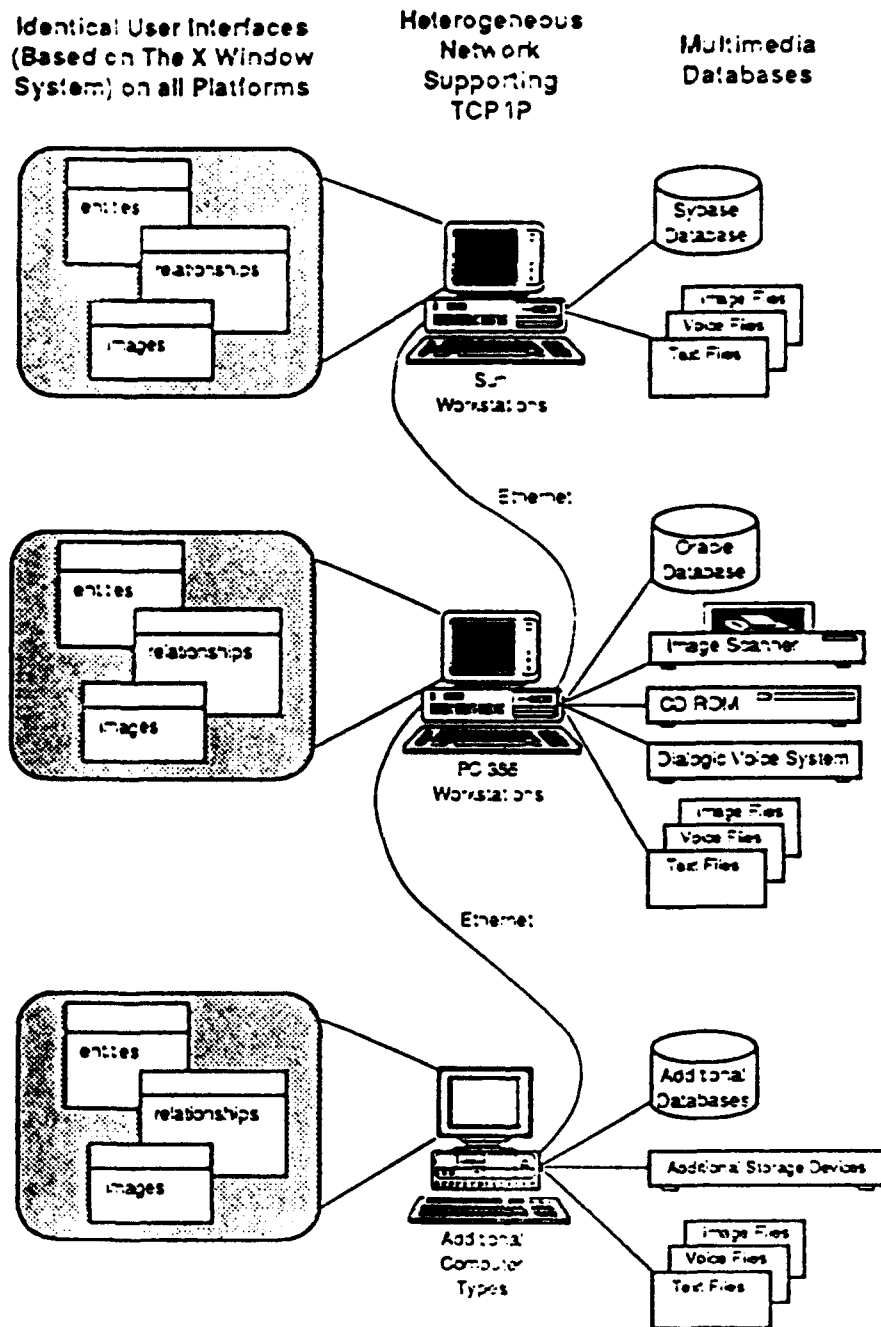 Identical User Interfaces
(Based on The X Window
System) on all Platforms
Heterogeneous
Network
Supporting
TCP IP
Multimedia
Databases
entities
relationships
images
Sun
Workstations
Sybase
Database
Image Files
Voice Files
Text Files
Ethernet
entities
relationships
images
PC 386
Workstations
Oracle
Database
Image Scanner
CD ROM
Dialogic Voice System
Image Files
Voice Files
Text Files
Ethernet
entities
relationships
images
Additional
Computer
Types
Additional
Databases
Additional Storage Devices
Image Files
Voice Files
Text Files